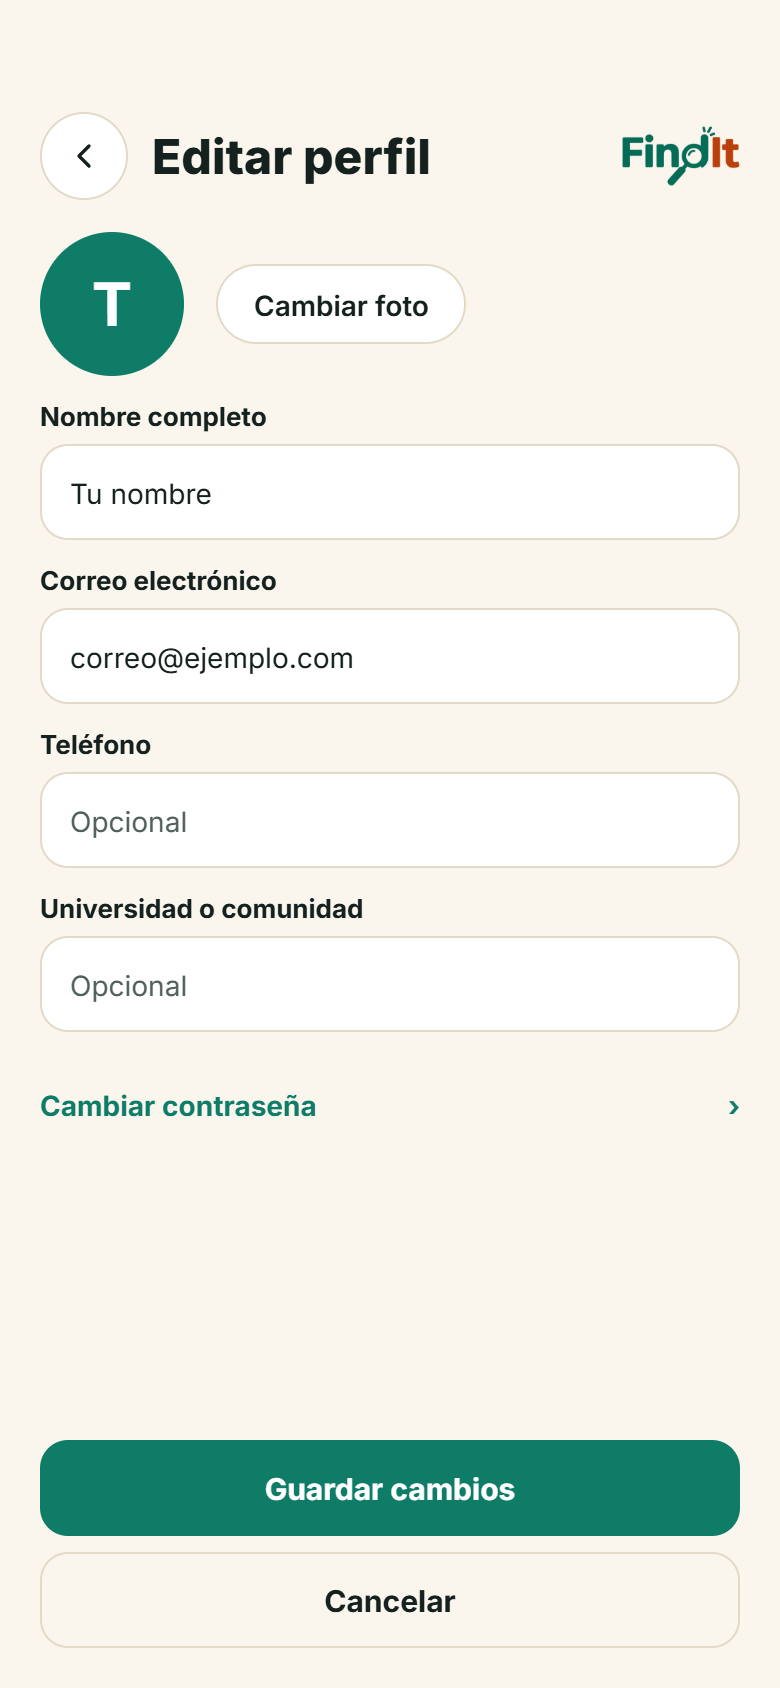 Editar perfil
FindIt
T
Cambiar foto
Nombre completo
Tu nombre
Correo electrónico
correo@ejemplo.com
Teléfono
Opcional
Universidad o comunidad
Opcional
Cambiar contraseña ›
Guardar cambios
Cancelar